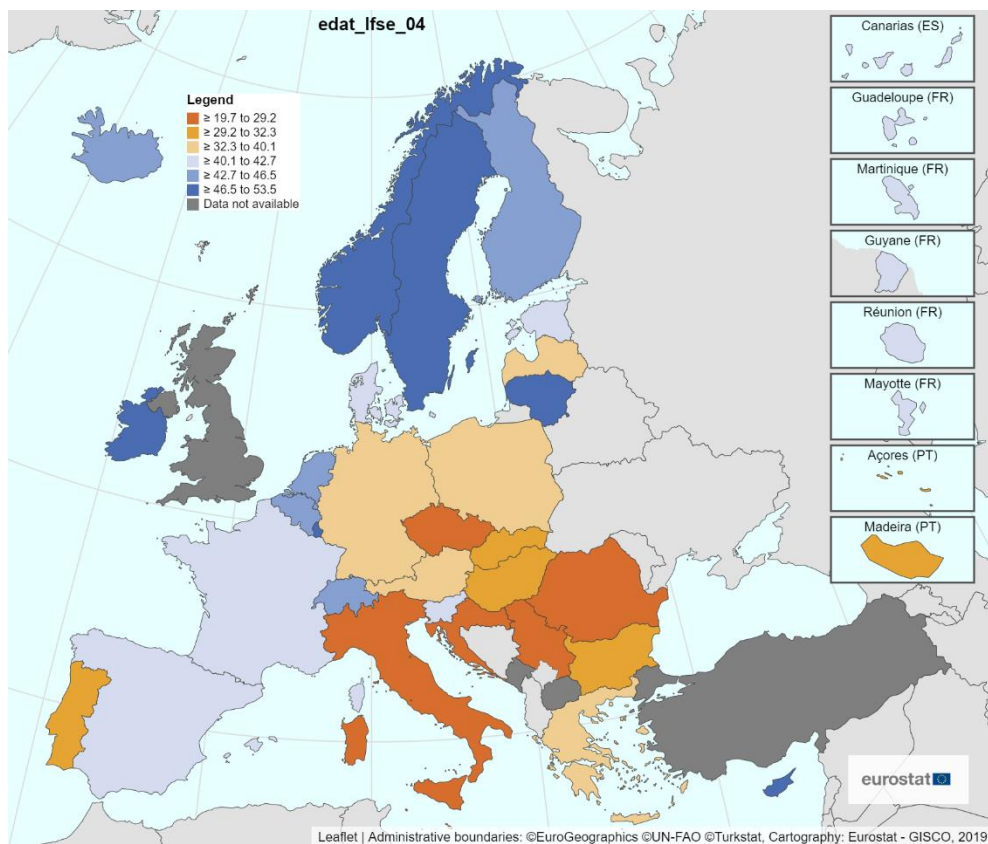 edat_lfse_04
Legend
≥ 19.7 to 29.2
≥ 29.2 to 32.3
≥ 32.3 to 40.1
≥ 40.1 to 42.7
≥ 42.7 to 46.5
≥ 46.5 to 53.5
Data not available
Canarias (ES)
Guadeloupe (FR)
Martinique (FR)
Guyane (FR)
Réunion (FR)
Mayotte (FR)
Açores (PT)
Madeira (PT)
eurostat
Leaflet | Administrative boundaries: ©EuroGeographics ©UN-FAO ©Turkstat, Cartography: Eurostat - GISCO, 2019